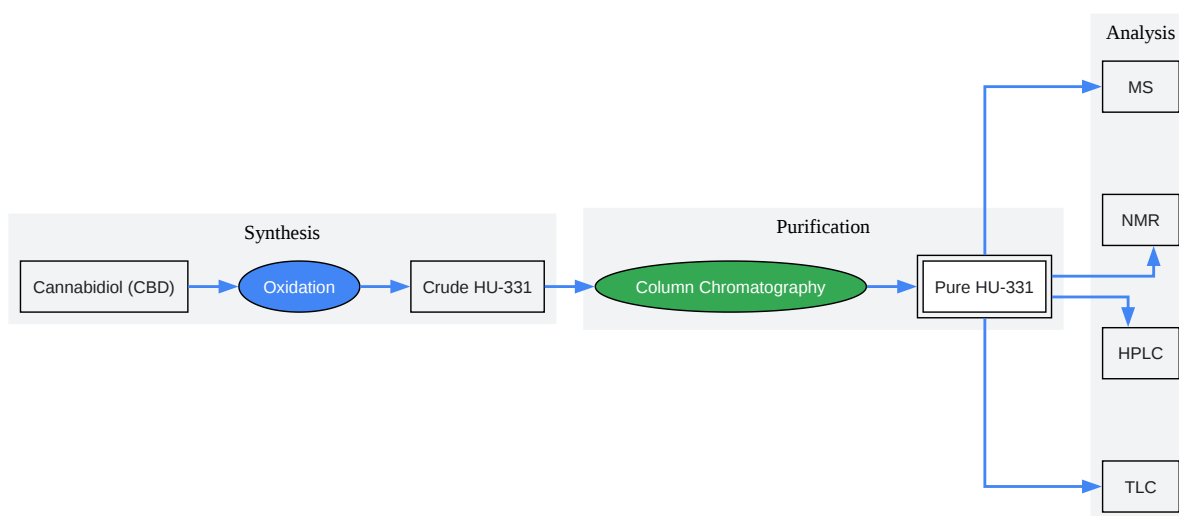 Synthesis
Cannabidiol (CBD)
Oxidation
Crude HU-331
Purification
Column Chromatography
Pure HU-331
Analysis
MS
NMR
HPLC
TLC